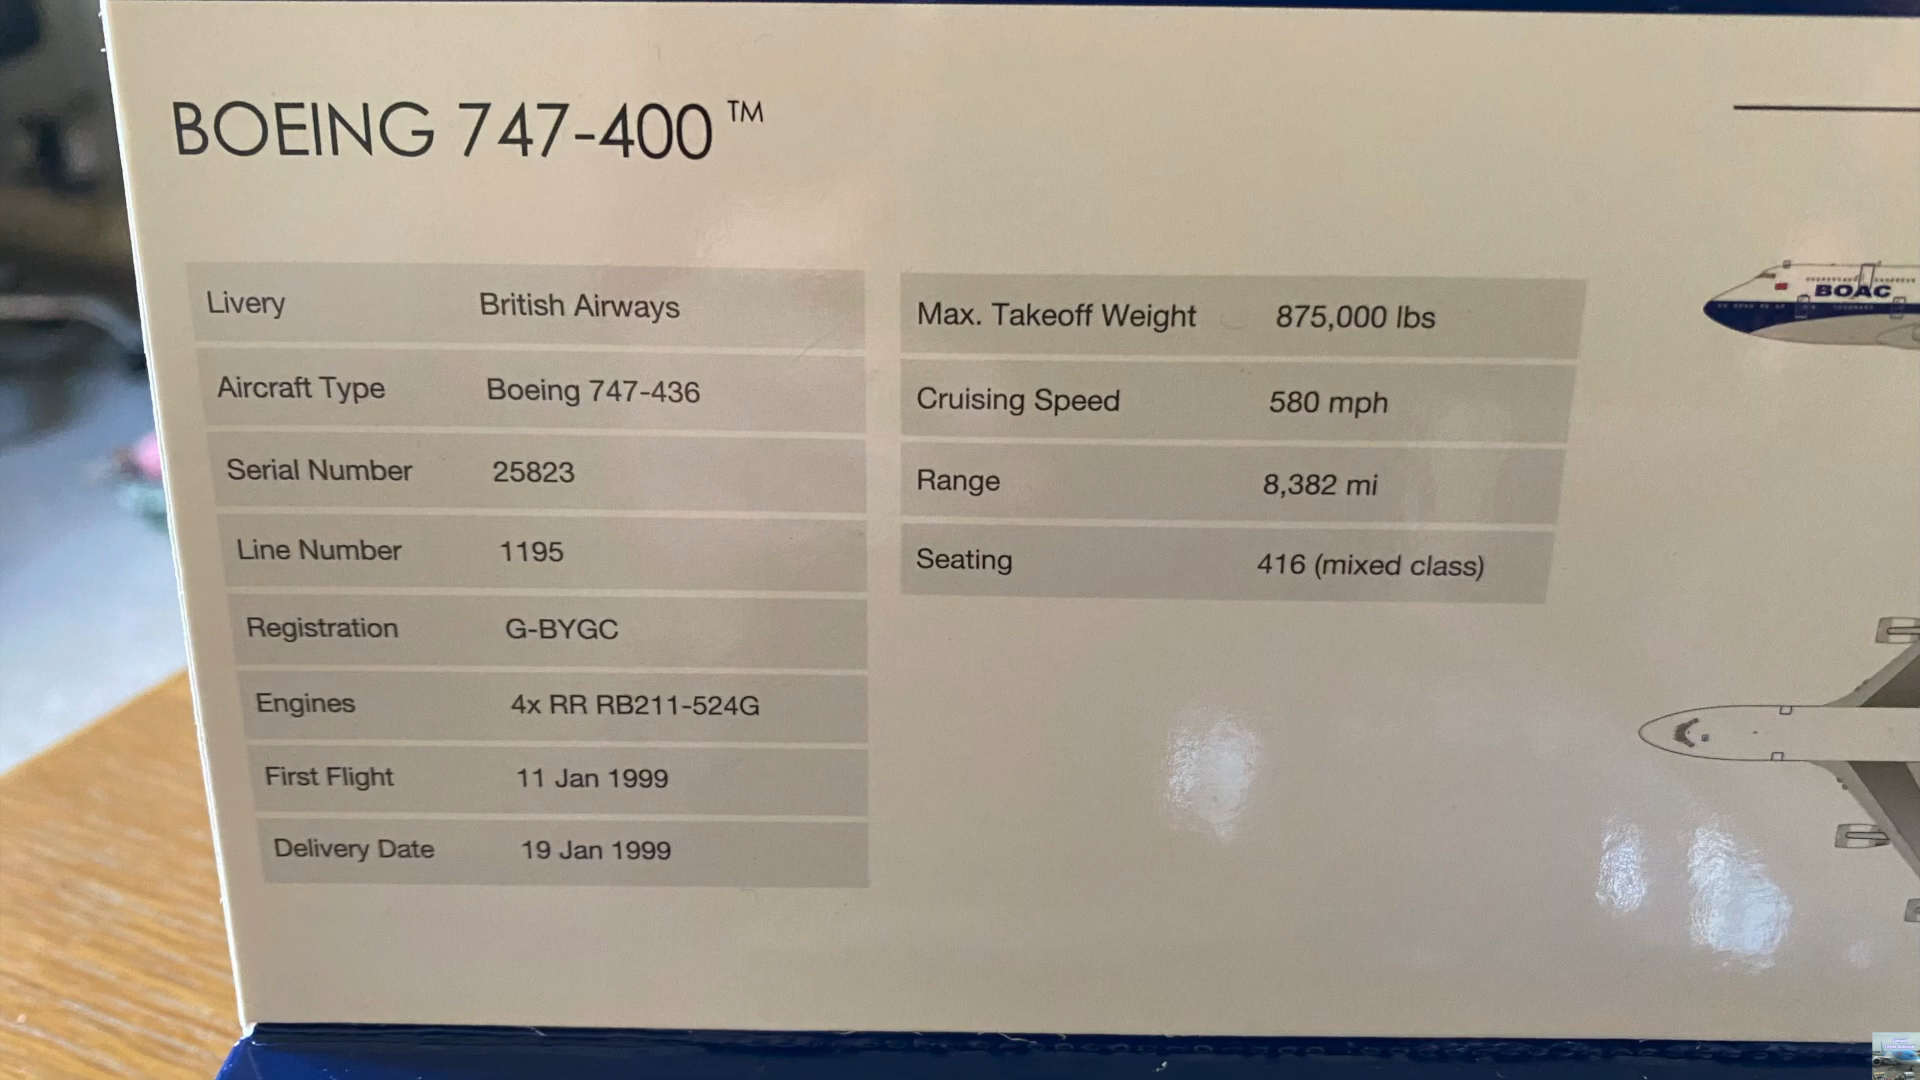 BOEING 747-400™
Livery British Airways
Aircraft Type Boeing 747-436
Serial Number 25823
Line Number 1195
Registration G-BYGC
Engines 4x RR RB211-524G
First Flight 11 Jan 1999
Delivery Date 19 Jan 1999
Max. Takeoff Weight 875,000 lbs
Cruising Speed 580 mph
Range 8,382 mi
Seating 416 (mixed class)
BOAC